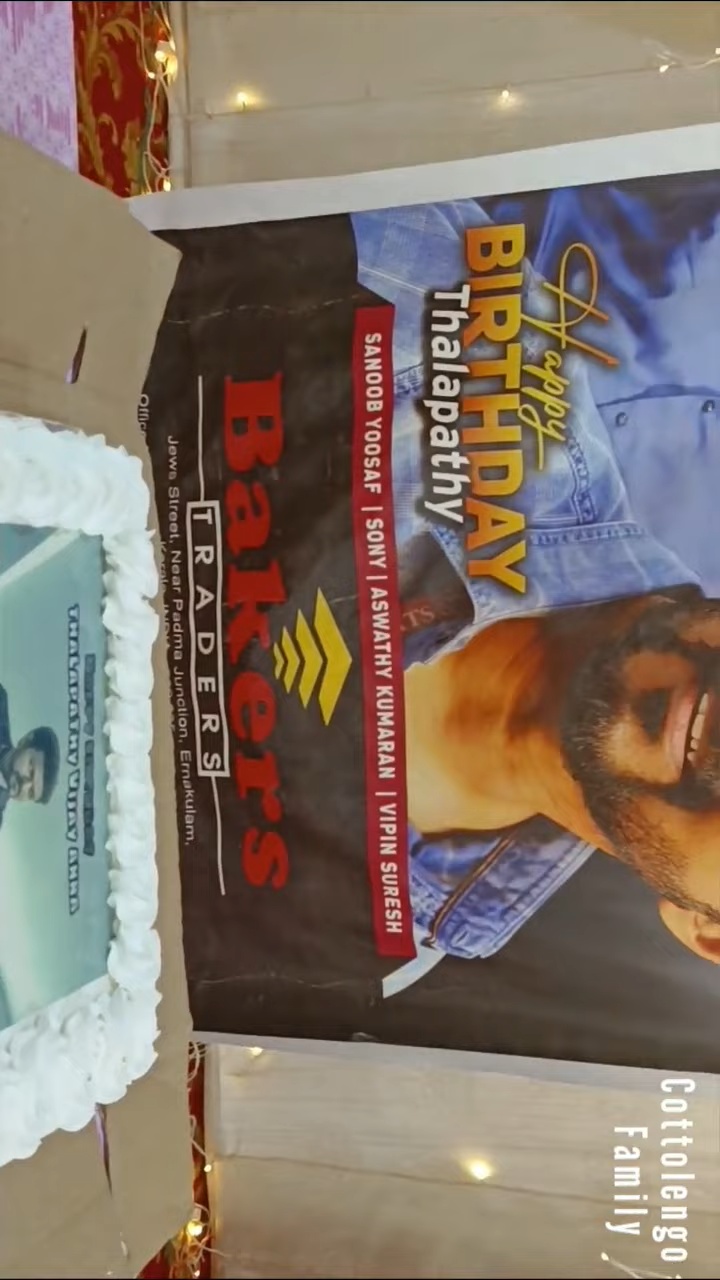 Happy
BIRTHDAY
Thalapathy
SANOOB YOOSAF | SONY | ASWATHY KUMARAN | VIPIN SURESH
Bakers
TRADERS
Jews Street, Near Padma Junction, Ernakulam,
THALAPATHY VIJAY ANNA
Cottolengo
Family